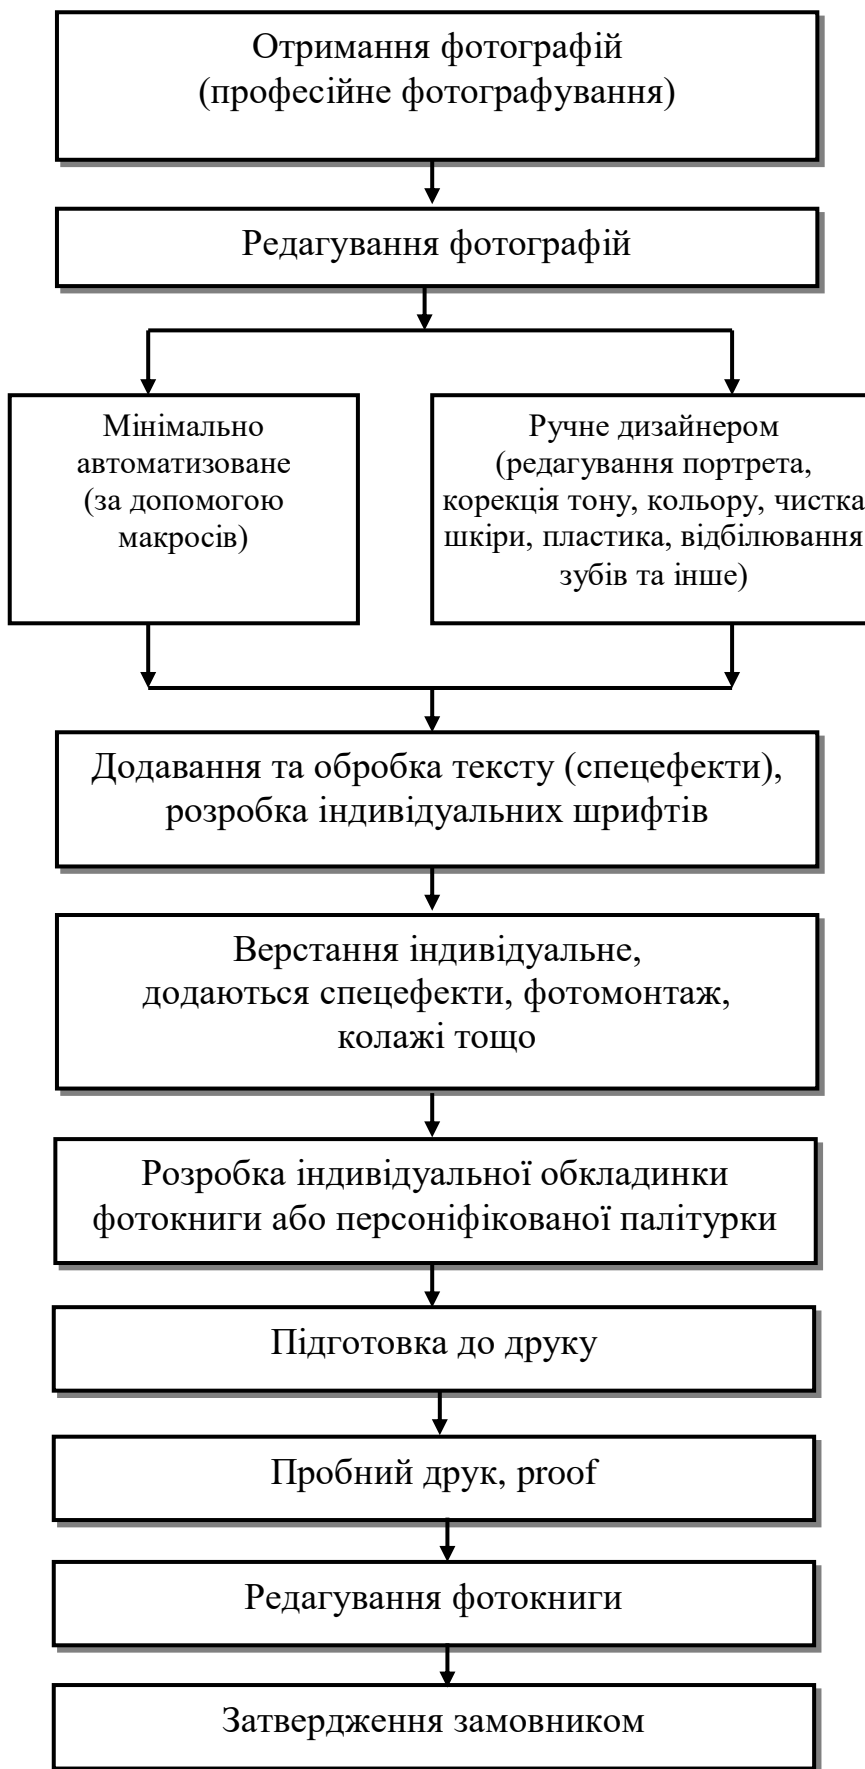 Отримання фотографій
(професійне фотографування)
Редагування фотографій
Мінімально
автоматизоване
(за допомогою
макросів)
Ручне дизайнером
(редагування портрета,
корекція тону, кольору, чистка
шкіри, пластика, відбілювання
зубів та інше)
Додавання та обробка тексту (спецефекти),
розробка індивідуальних шрифтів
Верстання індивідуальне,
додаються спецефекти, фотомонтаж,
колажі тощо
Розробка індивідуальної обкладинки
фотокниги або персоніфікованої палітурки
Підготовка до друку
Пробний друк, proof
Редагування фотокниги
Затвердження замовником